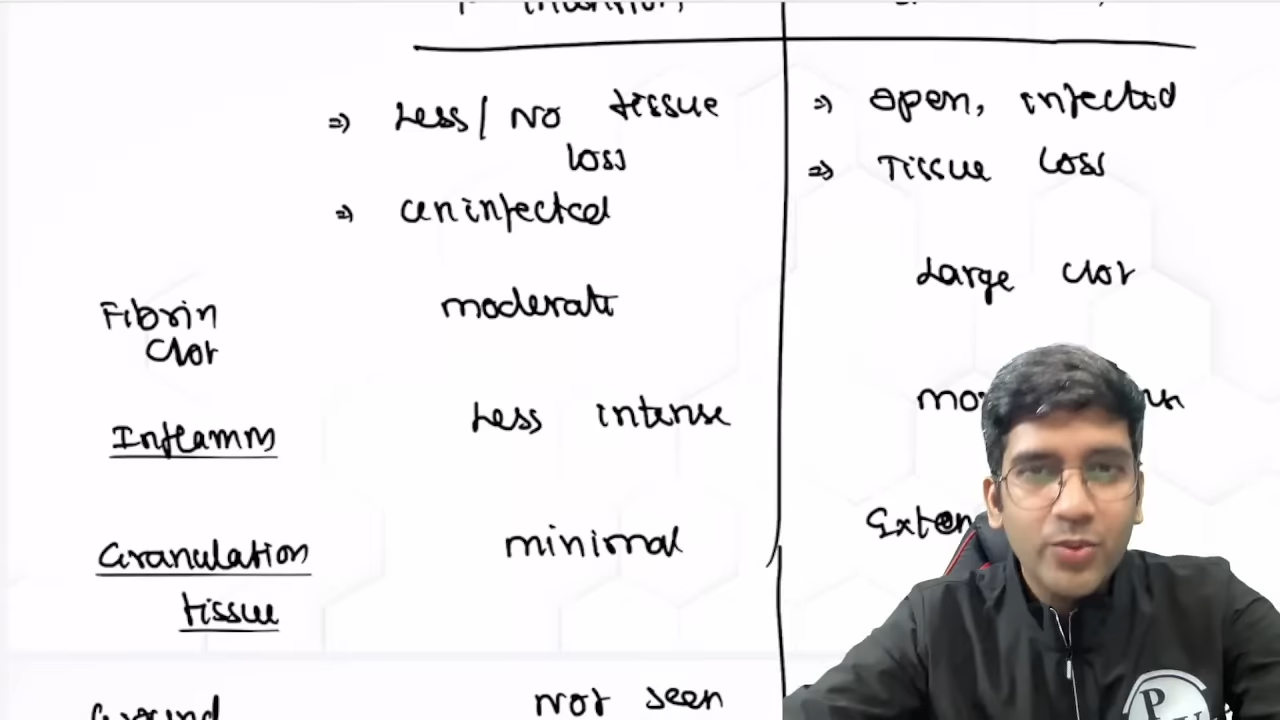 intention
⇒ Less / No tissue
loss
⇒ open, infected
⇒ Tissue loss
⇒ uninfected
Fibrin
Clot
moderate
Large clot
Inflamm
Less intense
Granulation
tissue
minimal
Not seen
P